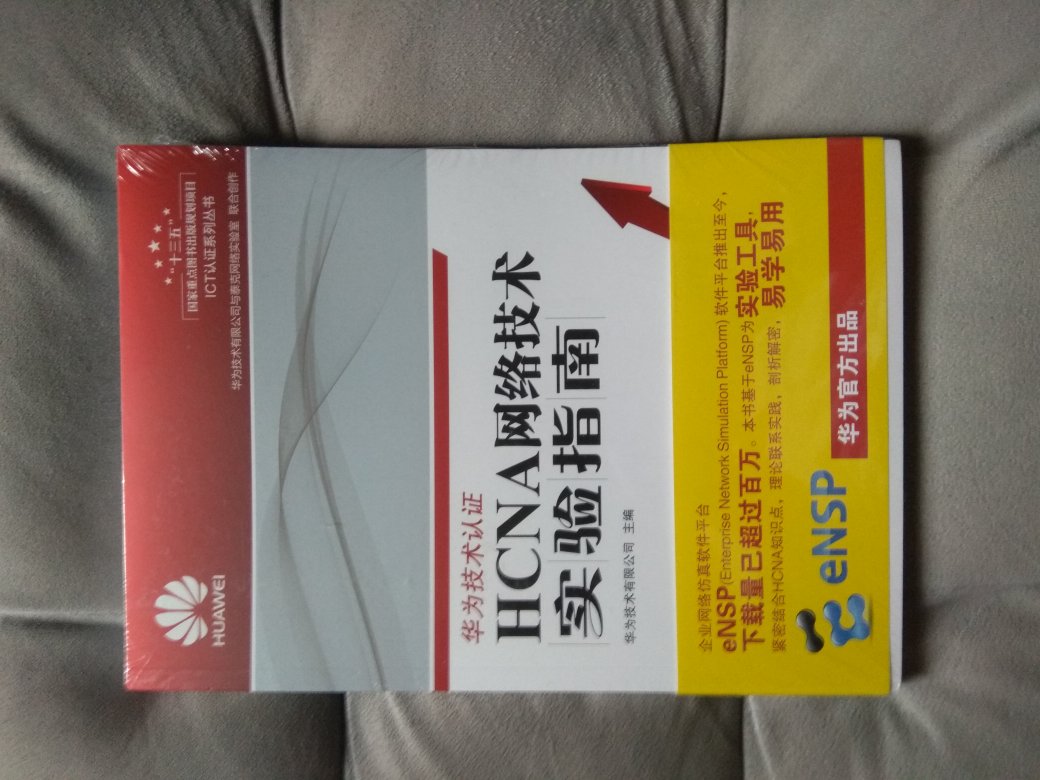 HUAWEI
“十三五”
国家重点图书出版规划项目
ICT认证系列丛书
华为技术有限公司与泰克网络实验室 联合创作
华为技术认证
HCNA网络技术
实验指南
华为技术有限公司 主编
企业网络仿真软件平台
eNSP(Enterprise Network Simulation Platform) 软件平台推出至今,
下载量已超过百万。本书基于eNSP为实验工具,
紧密结合HCNA知识点，理论联系实践，剖析解密，易学易用
eNSP
华为官方出品